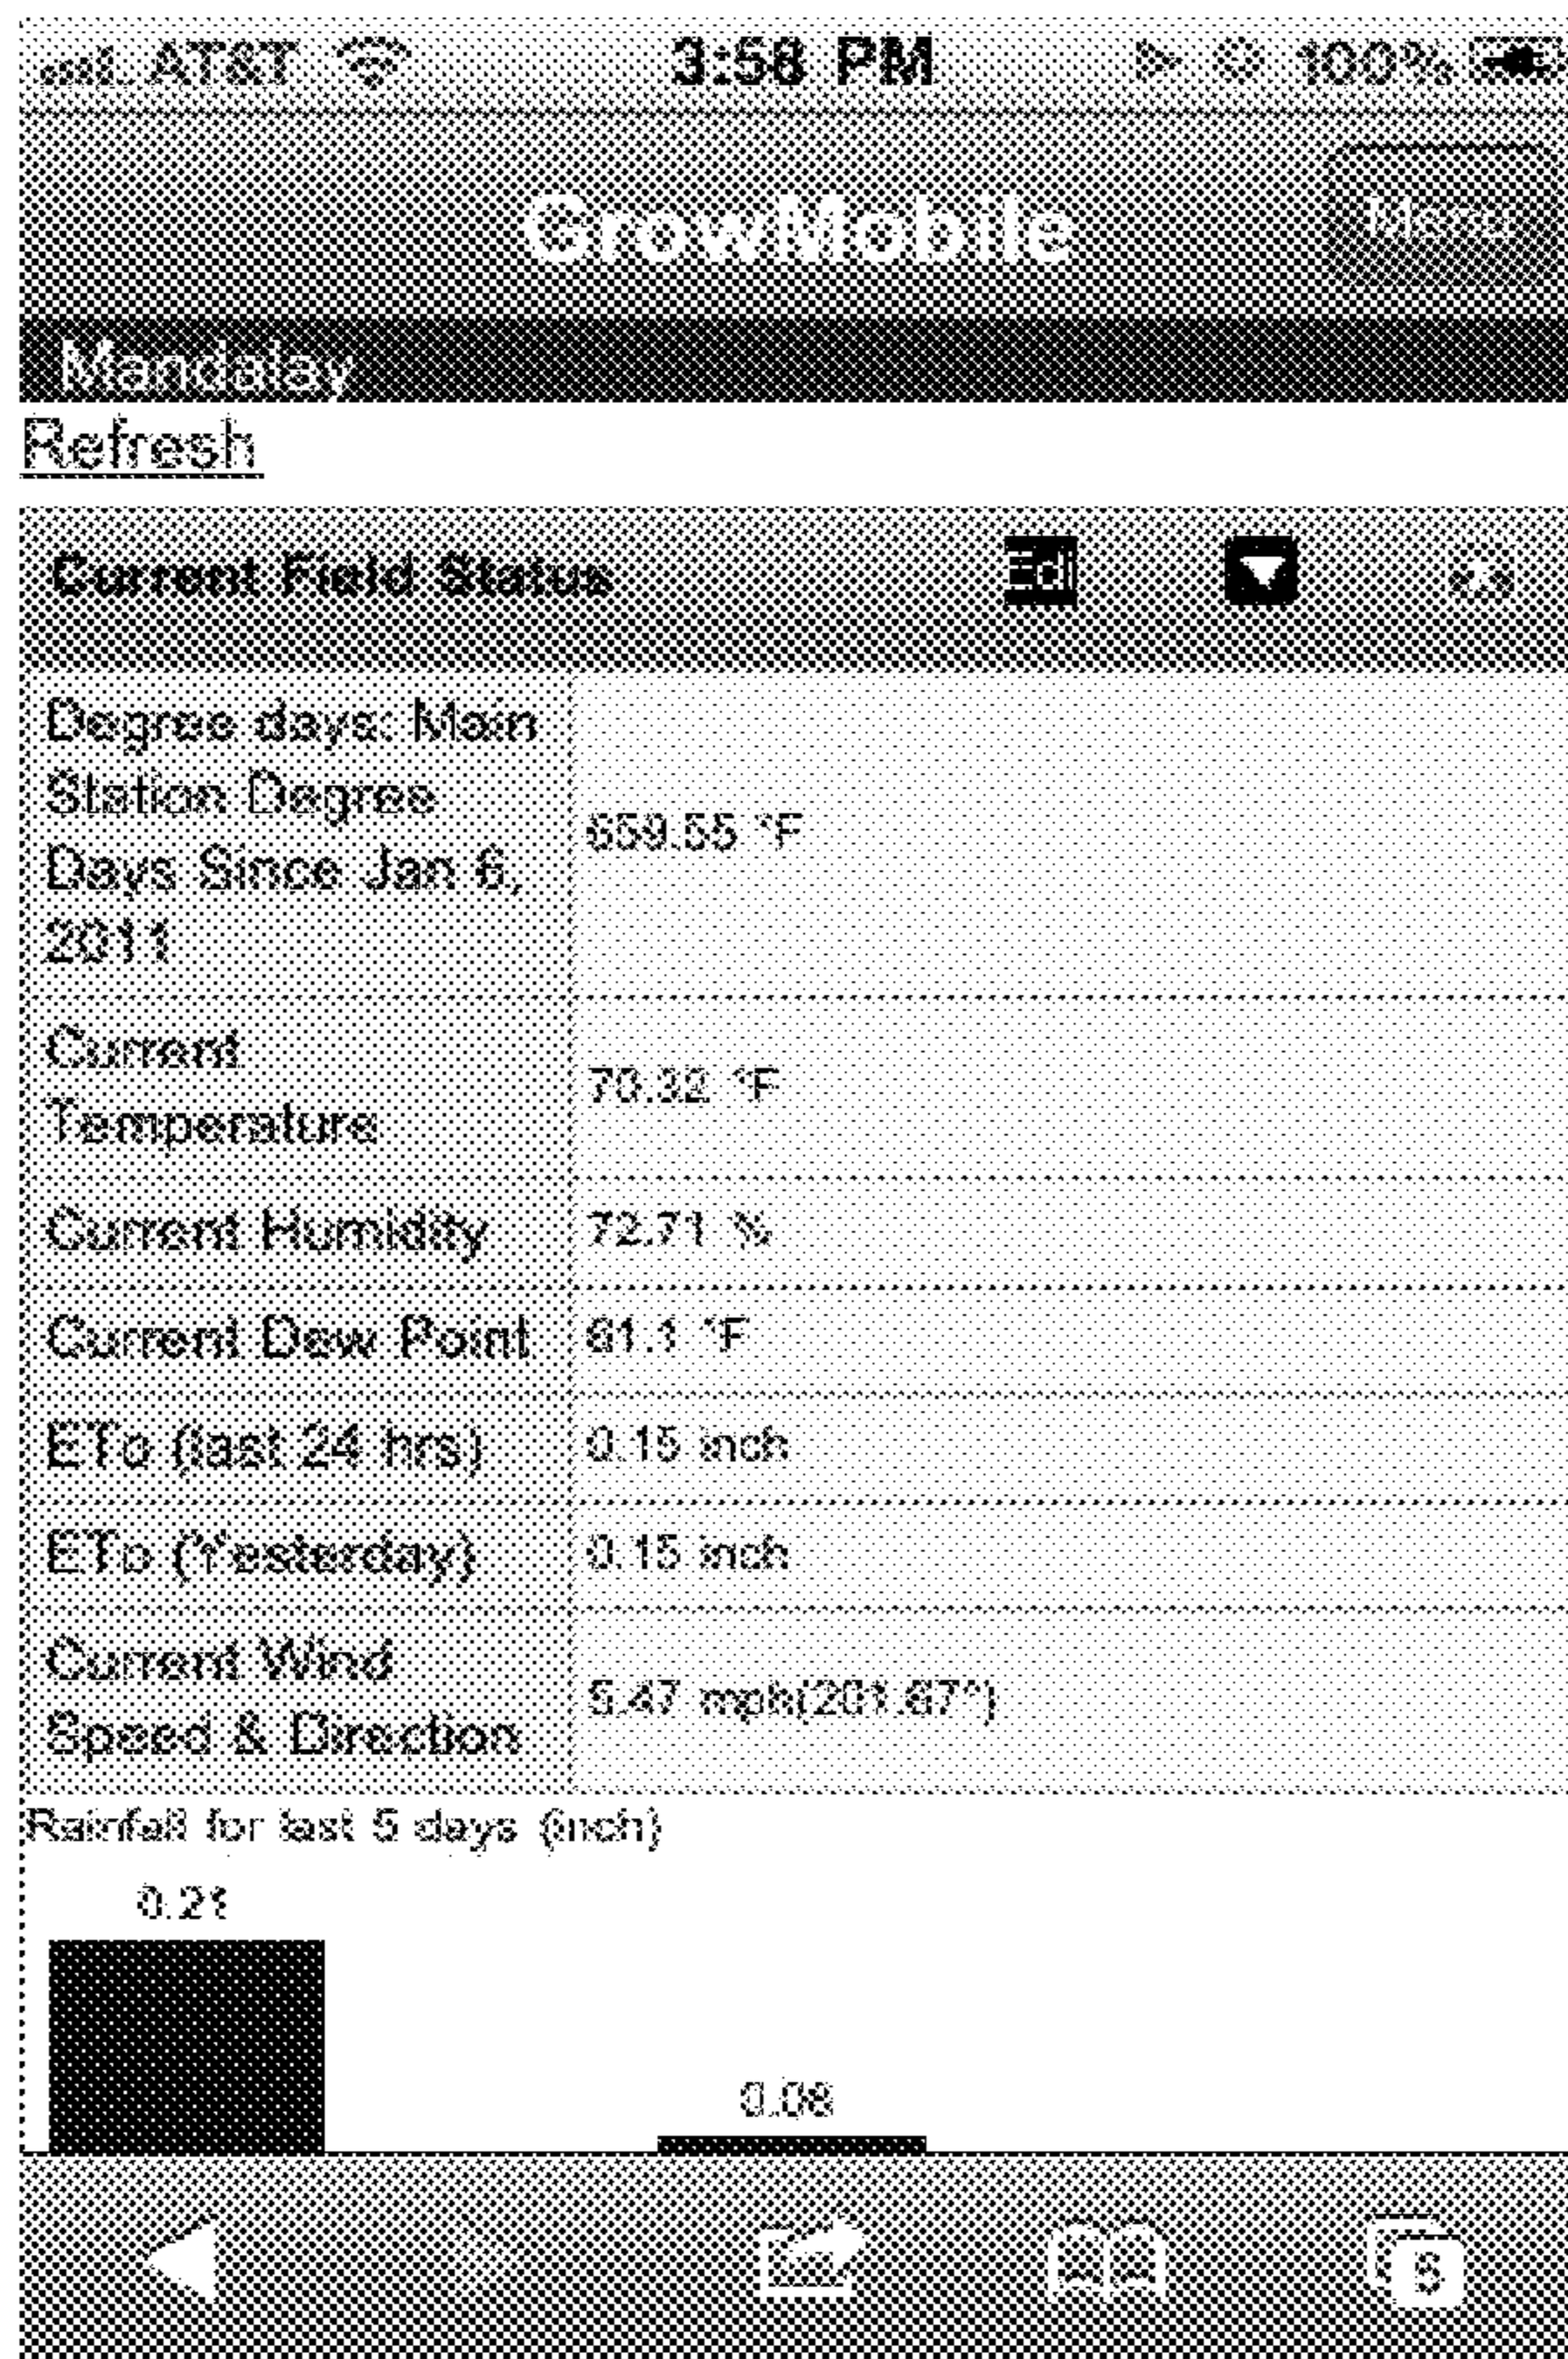 AT&T 3:58 PM 100%
GrowMobile Menu
Mandalay
Refresh
Current Field Status
Degree days: Main
Station Degree
Days Since Jan 6,
2011
659.55 °F
Current
Temperature
70.32 °F
Current Humidity 72.71 %
Current Dew Point 61.1 °F
ETo (last 24 hrs) 0.15 inch
ETo (Yesterday) 0.15 inch
Current Wind
Speed & Direction
5.47 mph(201.67°)
Rainfall for last 5 days (inch)
0.21
0.08
5